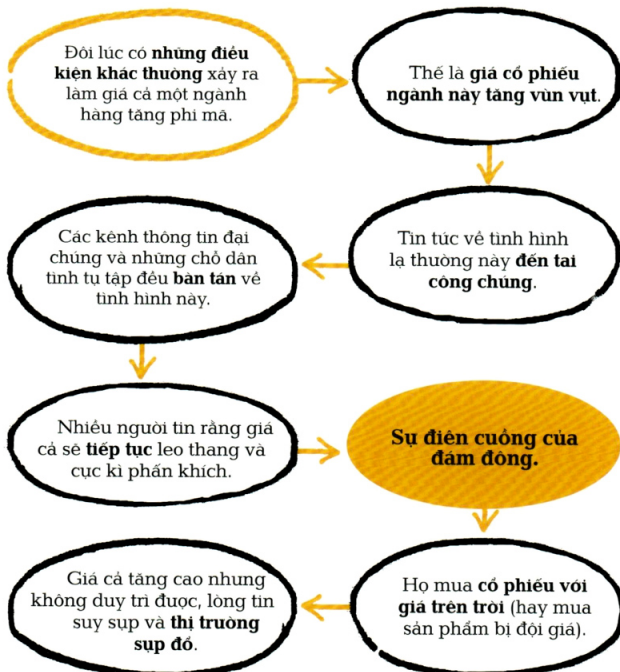 Đôi lúc có những điều
kiện khác thường xảy ra
làm giá cả một ngành
hàng tăng phi mã.
Thế là giá cổ phiếu
ngành này tăng vùn vụt.
Tin tức về tình hình
lạ thường này đến tai
công chúng.
Các kênh thông tin đại
chúng và những chỗ dân
tình tụ tập đều bàn tán về
tình hình này.
Nhiều người tin rằng giá
cả sẽ tiếp tục leo thang và
cực kì phấn khích.
Sự điên cuồng của
đám đông.
Họ mua cổ phiếu với
giá trên trời (hay mua
sản phẩm bị đội giá).
Giá cả tăng cao nhưng
không duy trì được, lòng tin
suy sụp và thị trường
sụp đổ.